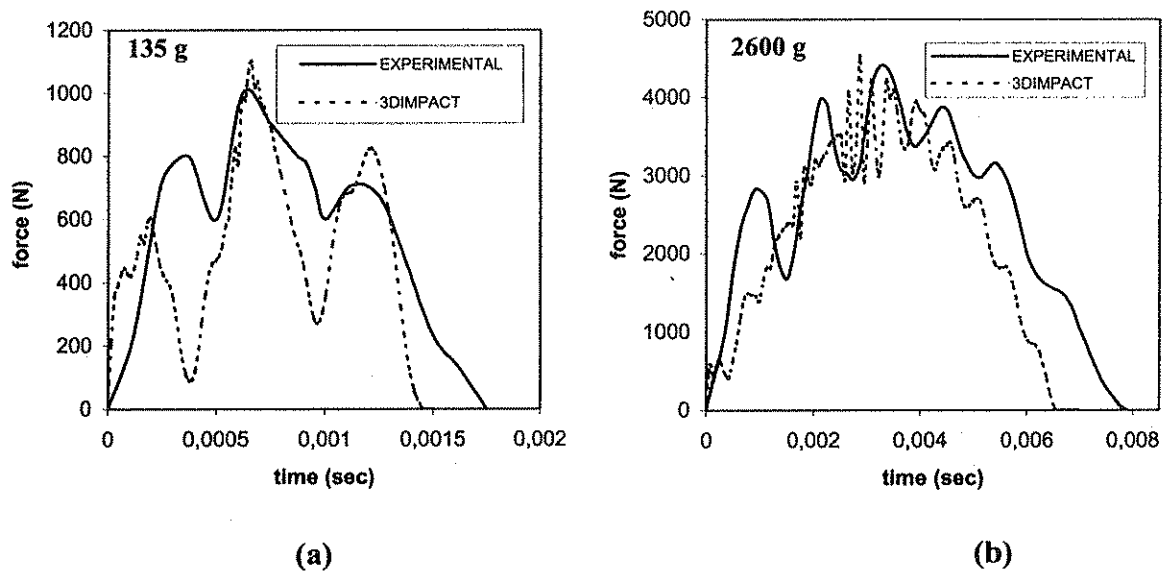 135 g
EXPERIMENTAL
3DIMPACT
force (N)
1200
1000
800
600
400
200
0
0 0,0005 0,001 0,0015 0,002
time (sec)
(a)
2600 g
EXPERIMENTAL
3DIMPACT
force (N)
5000
4000
3000
2000
1000
0
0 0,002 0,004 0,006 0,008
time (sec)
(b)